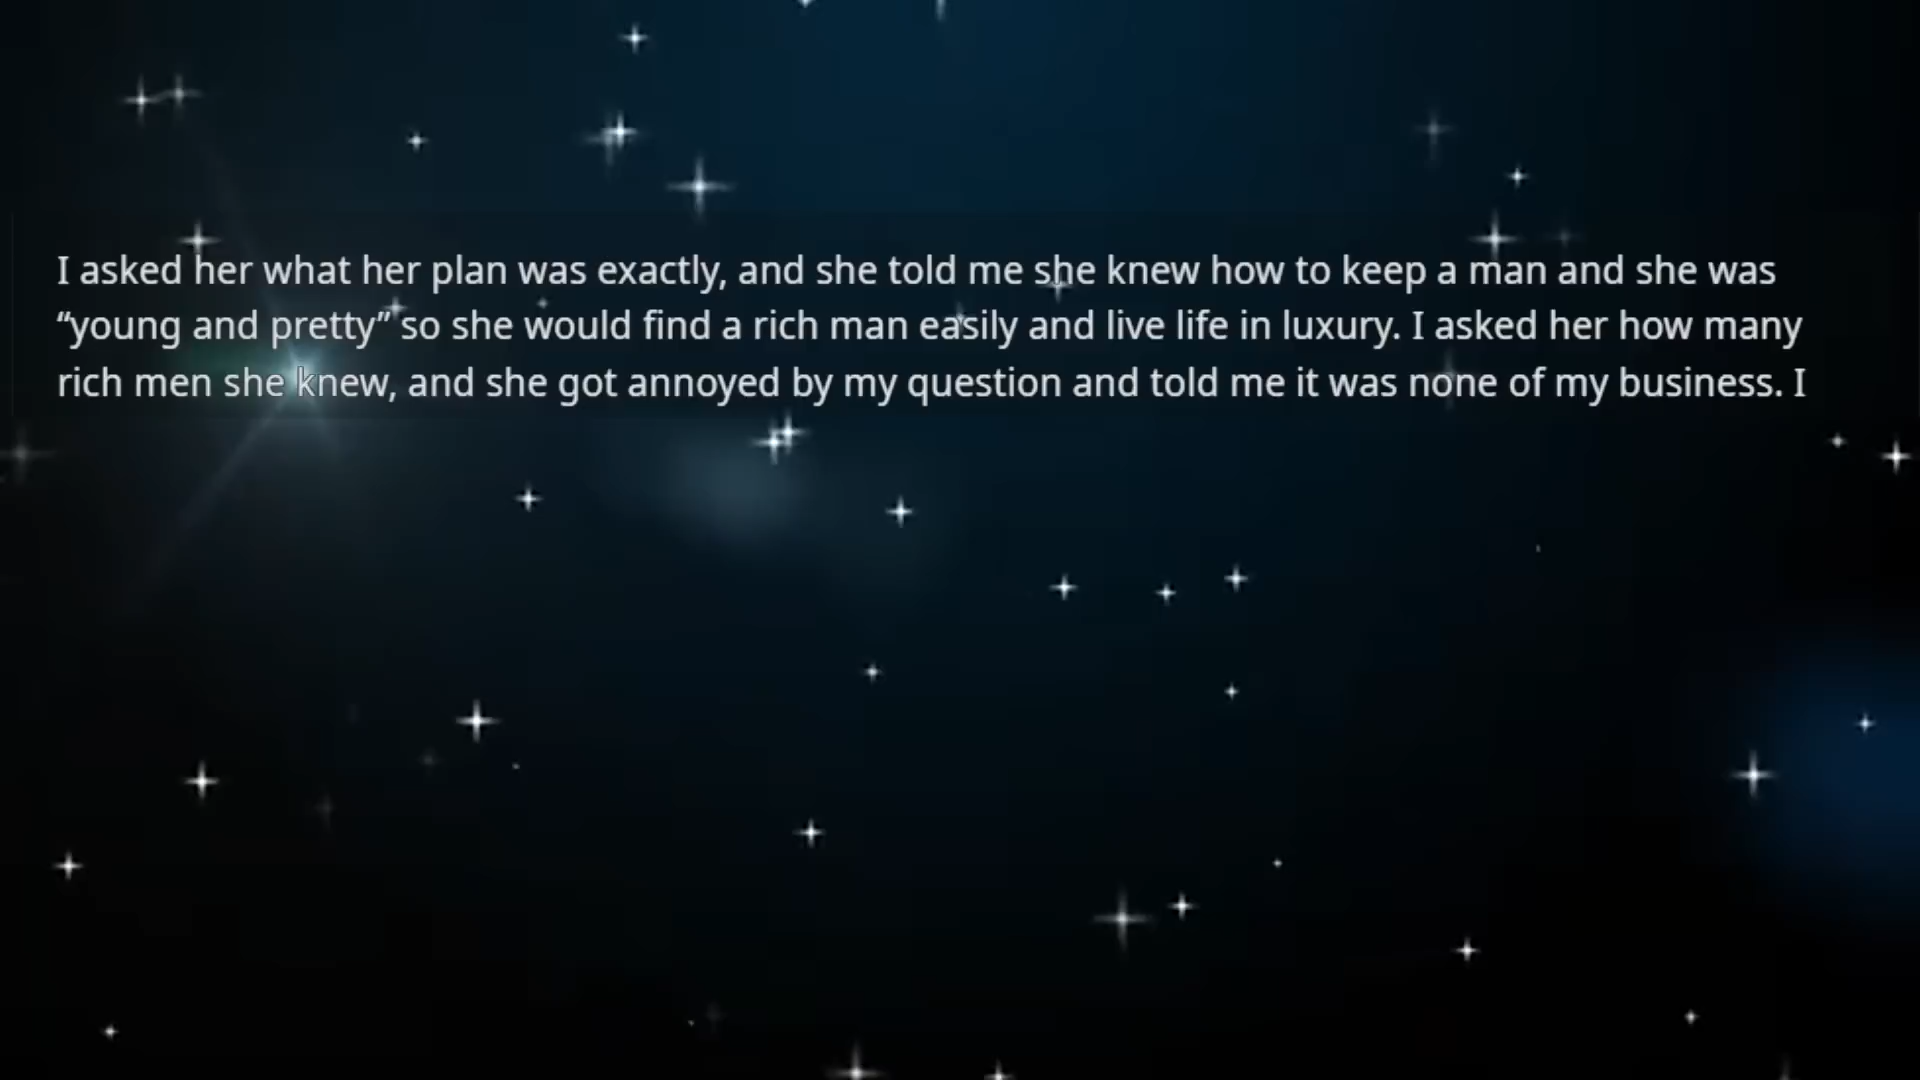 I asked her what her plan was exactly, and she told me she knew how to keep a man and she was
“young and pretty” so she would find a rich man easily and live life in luxury. I asked her how many
rich men she knew, and she got annoyed by my question and told me it was none of my business. I